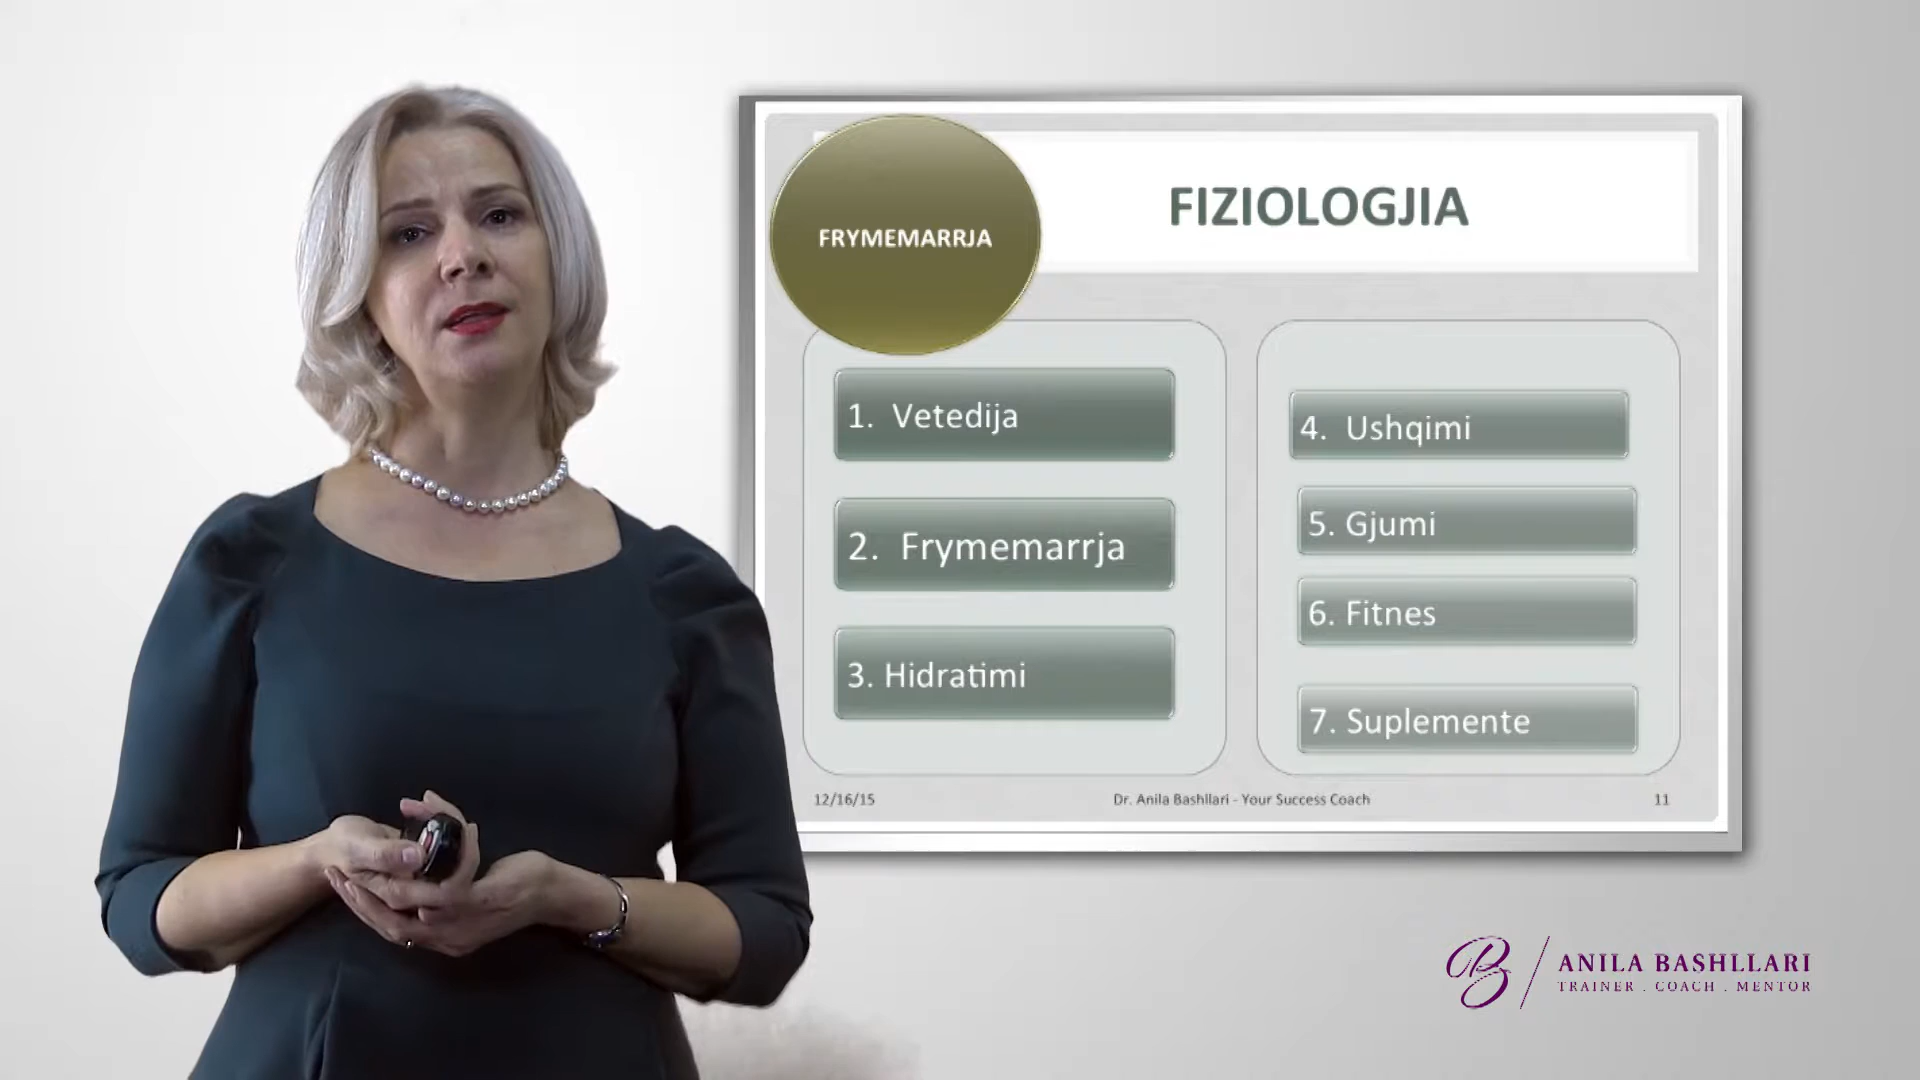 FRYMEMARRJA
FIZIOLOGJIA
1. Vetedija
2. Frymemarrja
3. Hidratimi
4. Ushqimi
5. Gjumi
6. Fitnes
7. Suplemente
12/16/15
Dr. Anila Bashllari - Your Success Coach
11
B / ANILA BASHLLARI
TRAINER . COACH . MENTOR